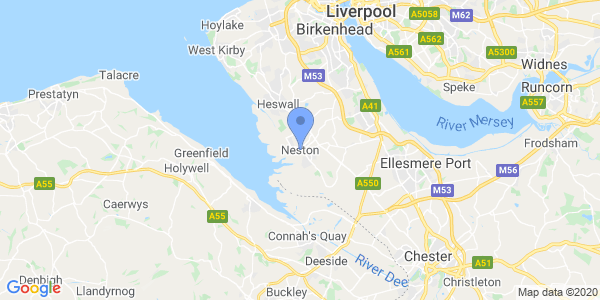 Liverpool
A5058
M62
Hoylake
Birkenhead
A562
A561
A5300
West Kirby
Widnes
Talacre
M53
Speke
Runcorn
Prestatyn
Heswall
A41
A557
River Mersey
Greenfield
Neston
Frodsham
Holywell
Ellesmere Port
M56
A55
A550
M53
Caerwys
A55
Connah's Quay
Chester
A51
Deeside
River Dee
Denbigh
Christleton
Llandyrnog
Buckley
Google
Map data ©2020